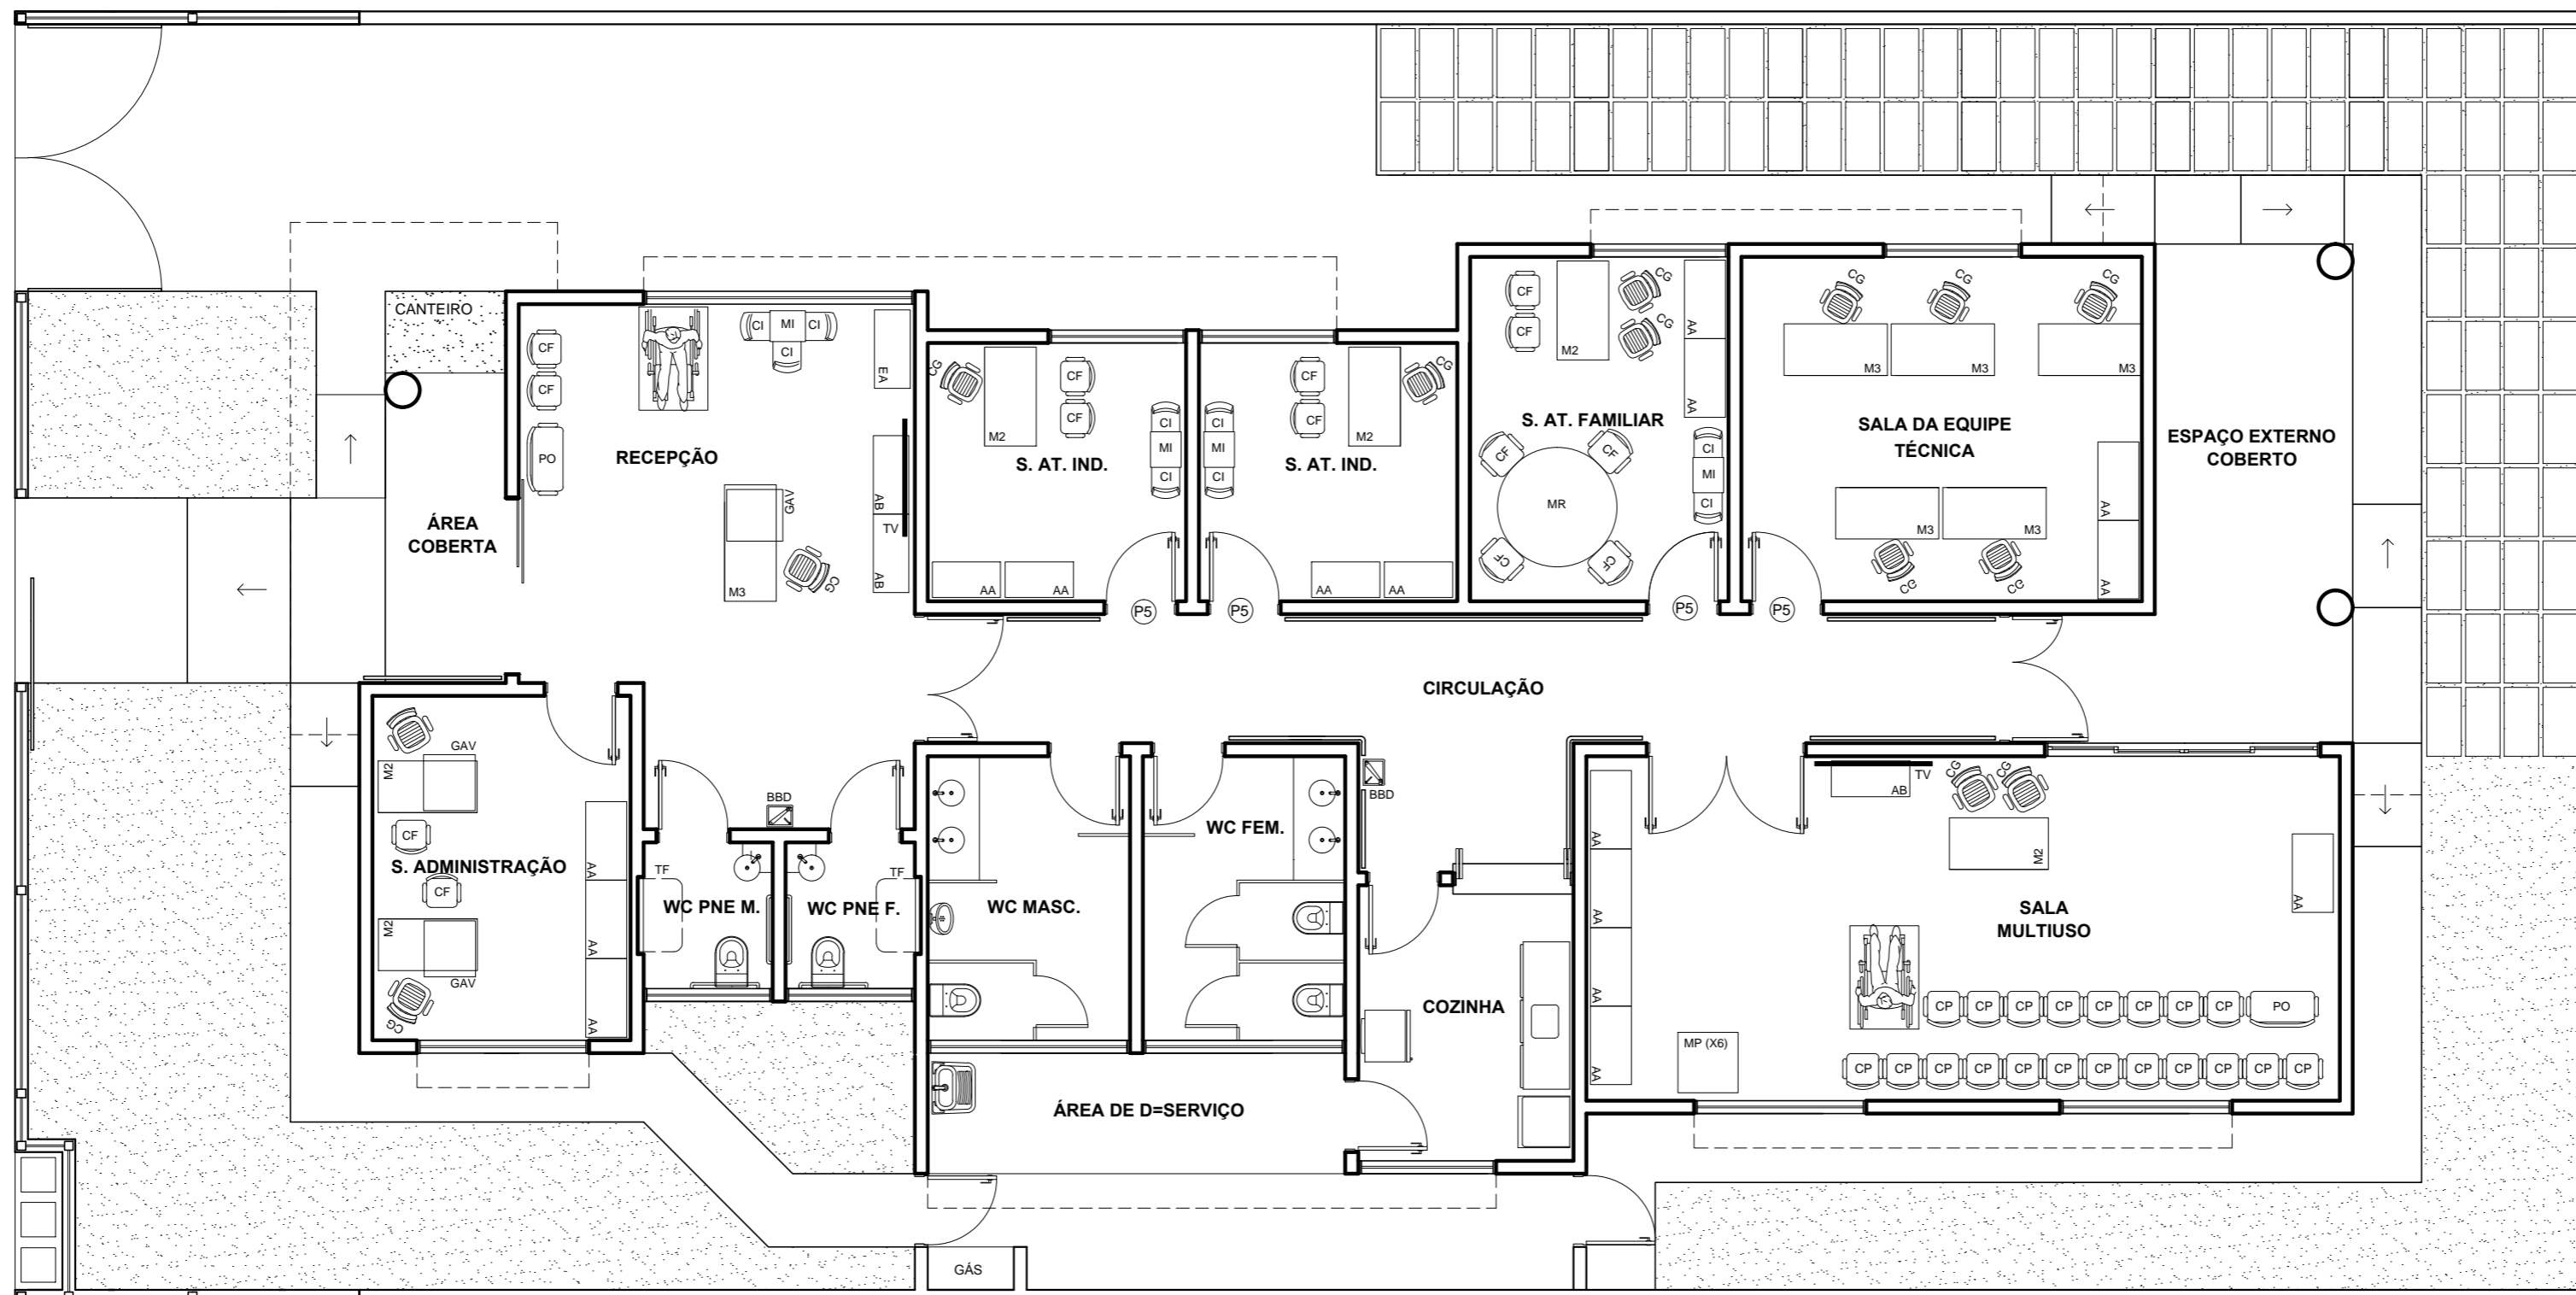 CANTEIRO
ÁREA
COBERTA
CF
CF
PO
RECEPÇÃO
CI MI CI
CI
EA
AB
TV
AB
GAV
M3
CG
CG
M2
CF
CF
CI
MI
CI
S. AT. IND.
AA AA
P5
CF
CF
M2
CG
CI
MI
CI
S. AT. IND.
AA AA
P5
CF
CF
M2
CG
CG
AA
AA
S. AT. FAMILIAR
CF CF
MR
CF CF
CI
MI
CI
P5
CG CG CG
M3 M3 M3
SALA DA EQUIPE
TÉCNICA
M3 M3
CG CG
AA
AA
P5
ESPAÇO EXTERNO
COBERTO
CIRCULAÇÃO
GAV
M2
CF
S. ADMINISTRAÇÃO
CF
M2
GAV
CG
AA
AA
AA
BBD
TF
WC PNE M.
TF
WC PNE F.
WC MASC.
WC FEM.
BBD
COZINHA
ÁREA DE D=SERVIÇO
GÁS
AA
AA
AA
AA
AB
TV
CG CG
M2
AA
SALA
MULTIUSO
MP (X6)
CP CP CP CP CP CP CP CP PO
CP CP CP CP CP CP CP CP CP CP CP CP